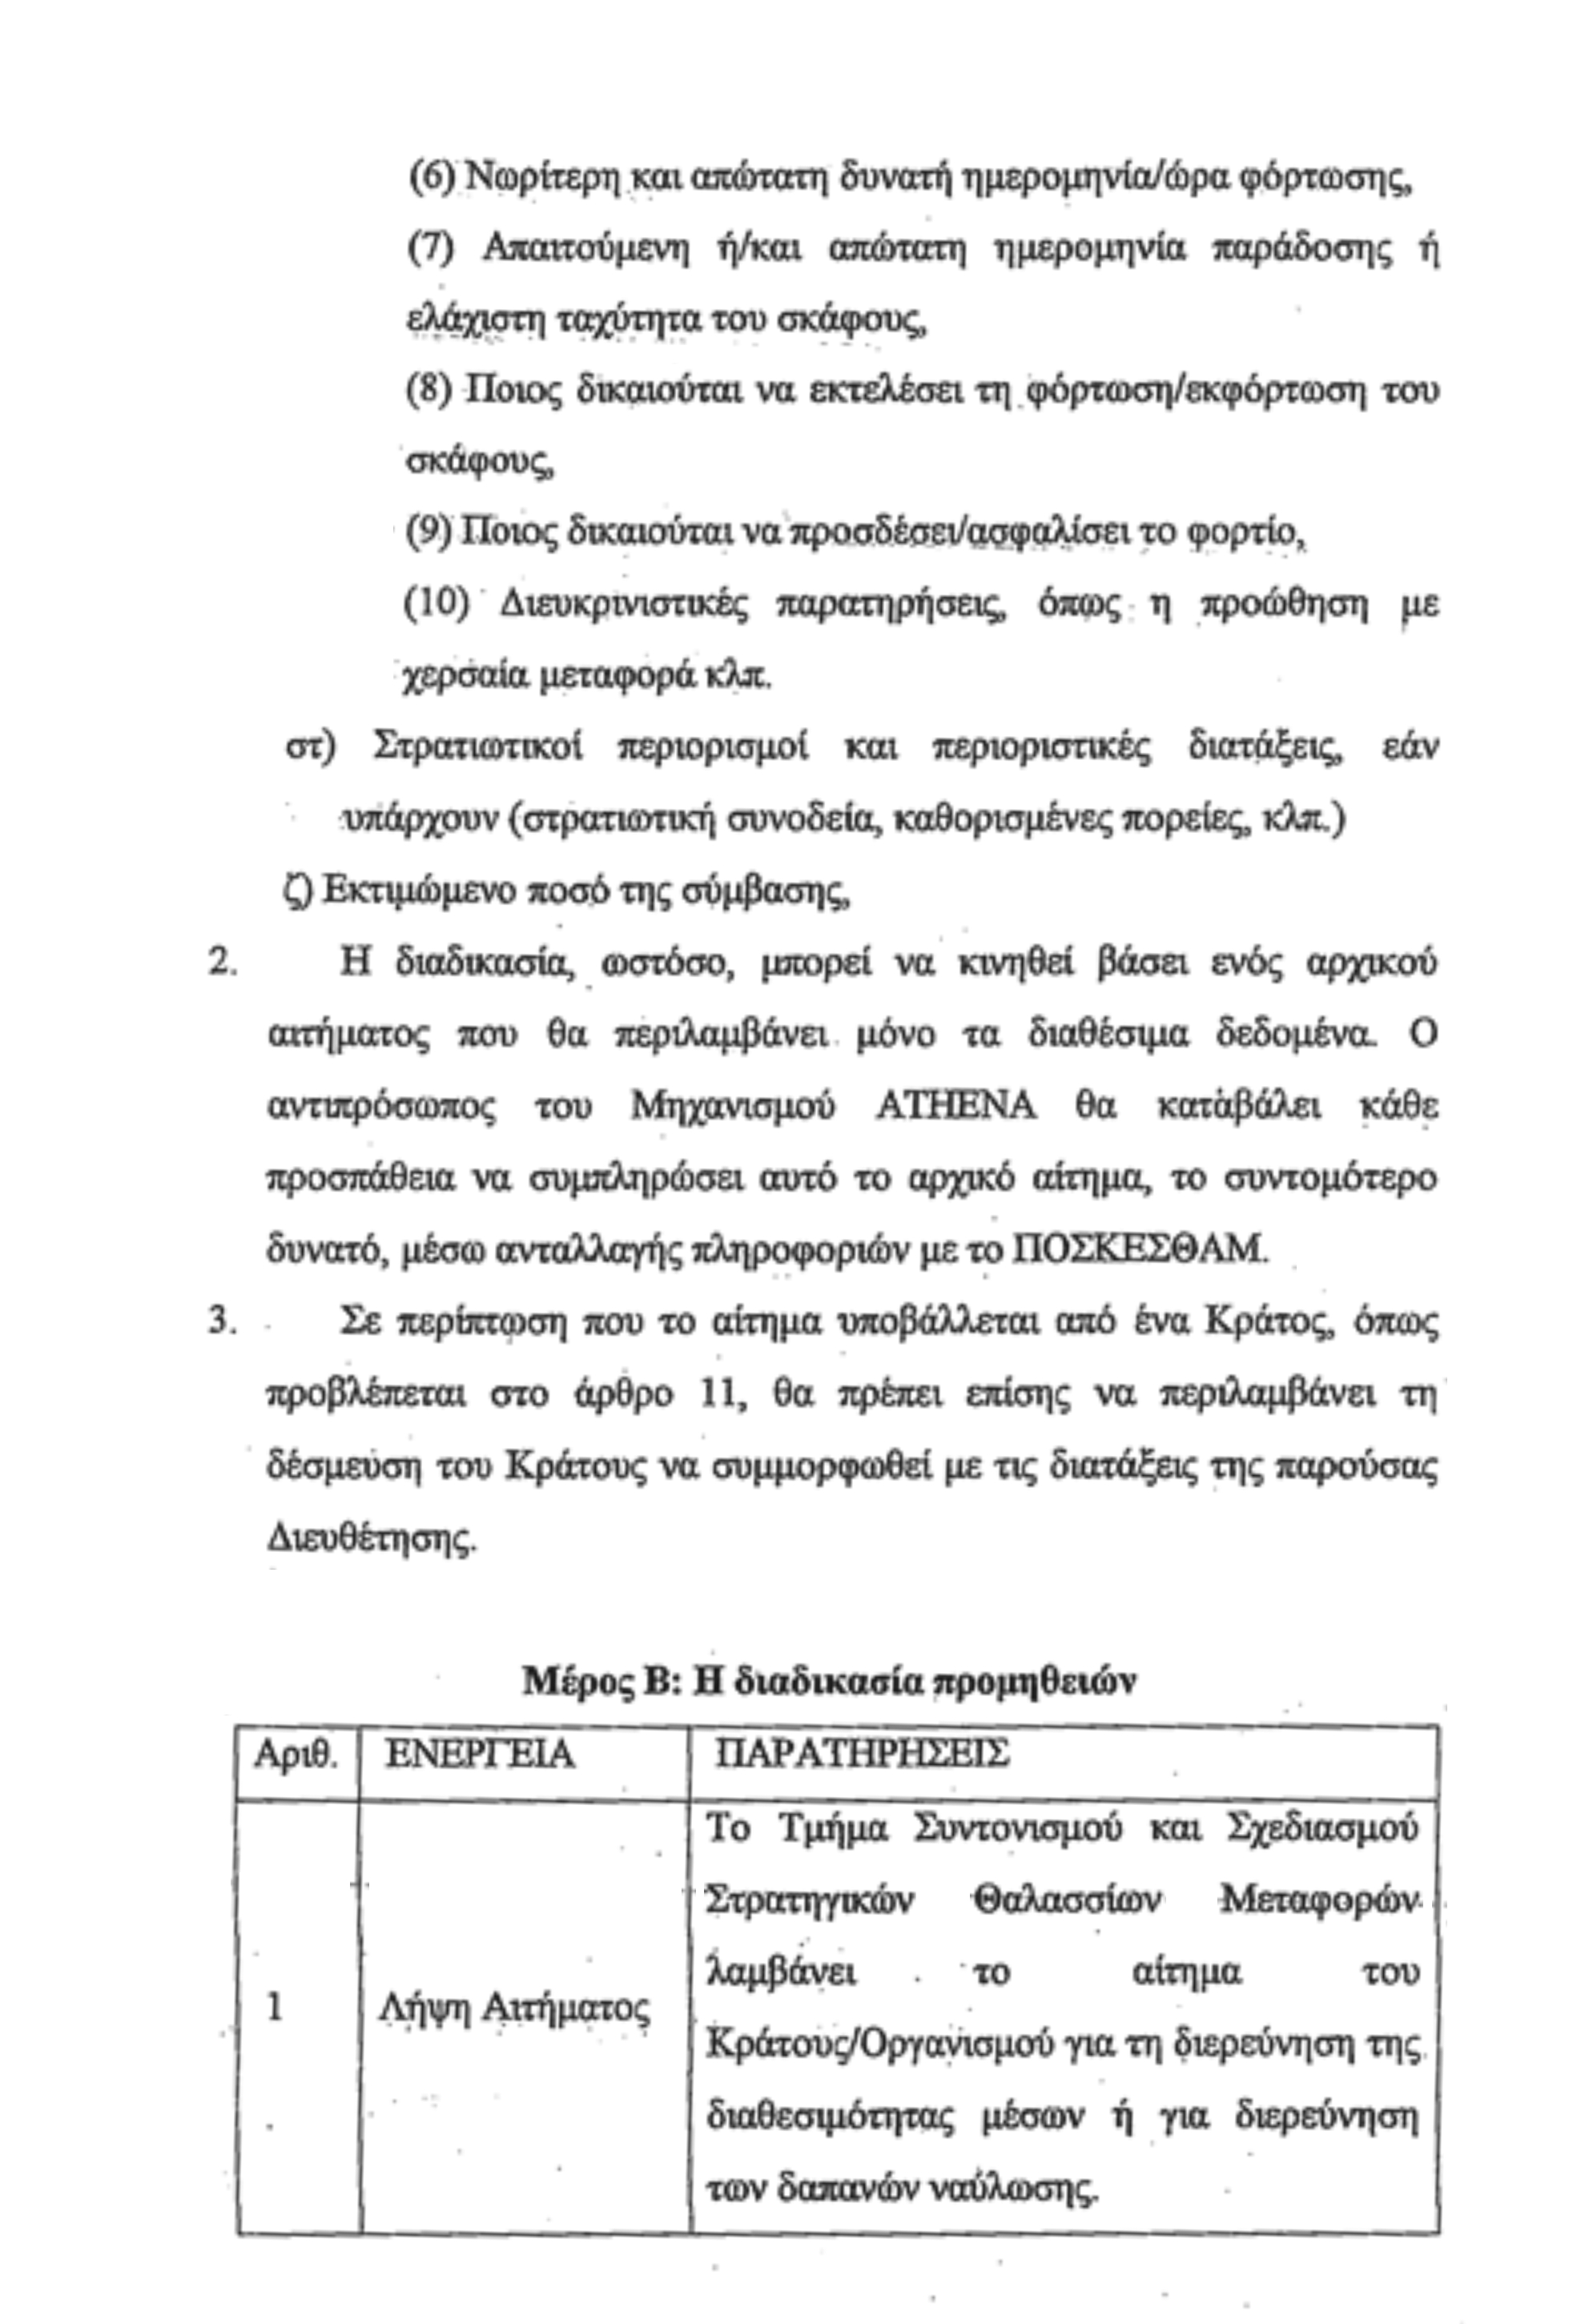 (6) Νωρίτερη και απώτατη δυνατή ημερομηνία/ώρα φόρτωσης,
(7) Απαιτούμενη ή/και απώτατη ημερομηνία παράδοσης ή
ελάχιστη ταχύτητα του σκάφους,
(8) Ποιος δικαιούται να εκτελέσει τη φόρτωση/εκφόρτωση του
σκάφους,
(9) Ποιος δικαιούται να προσδέσει/ασφαλίσει το φορτίο,
(10) Διευκρινιστικές παρατηρήσεις, όπως η προώθηση με
χερσαία μεταφορά κλπ.
στ) Στρατιωτικοί περιορισμοί και περιοριστικές διατάξεις, εάν
υπάρχουν (στρατιωτική συνοδεία, καθορισμένες πορείες, κλπ.)
ζ) Εκτιμώμενο ποσό της σύμβασης,
2. Η διαδικασία, ωστόσο, μπορεί να κινηθεί βάσει ενός αρχικού
αιτήματος που θα περιλαμβάνει μόνο τα διαθέσιμα δεδομένα. Ο
αντιπρόσωπος του Μηχανισμού ATHENA θα καταβάλει κάθε
προσπάθεια να συμπληρώσει αυτό το αρχικό αίτημα, το συντομότερο
δυνατό, μέσω ανταλλαγής πληροφοριών με το ΠΟΣΚΕΣΘΑΜ.
3. Σε περίπτωση που το αίτημα υποβάλλεται από ένα Κράτος, όπως
προβλέπεται στο άρθρο 11, θα πρέπει επίσης να περιλαμβάνει τη
δέσμευση του Κράτους να συμμορφωθεί με τις διατάξεις της παρούσας
Διευθέτησης.
Μέρος Β: Η διαδικασία προμηθειών
Αριθ. ΕΝΕΡΓΕΙΑ ΠΑΡΑΤΗΡΗΣΕΙΣ
Το Τμήμα Συντονισμού και Σχεδιασμού
Στρατηγικών Θαλασσίων Μεταφορών
λαμβάνει το αίτημα του
1 Λήψη Αιτήματος
Κράτους/Οργανισμού για τη διερεύνηση της
διαθεσιμότητας μέσων ή για διερεύνηση
των δαπανών ναύλωσης.